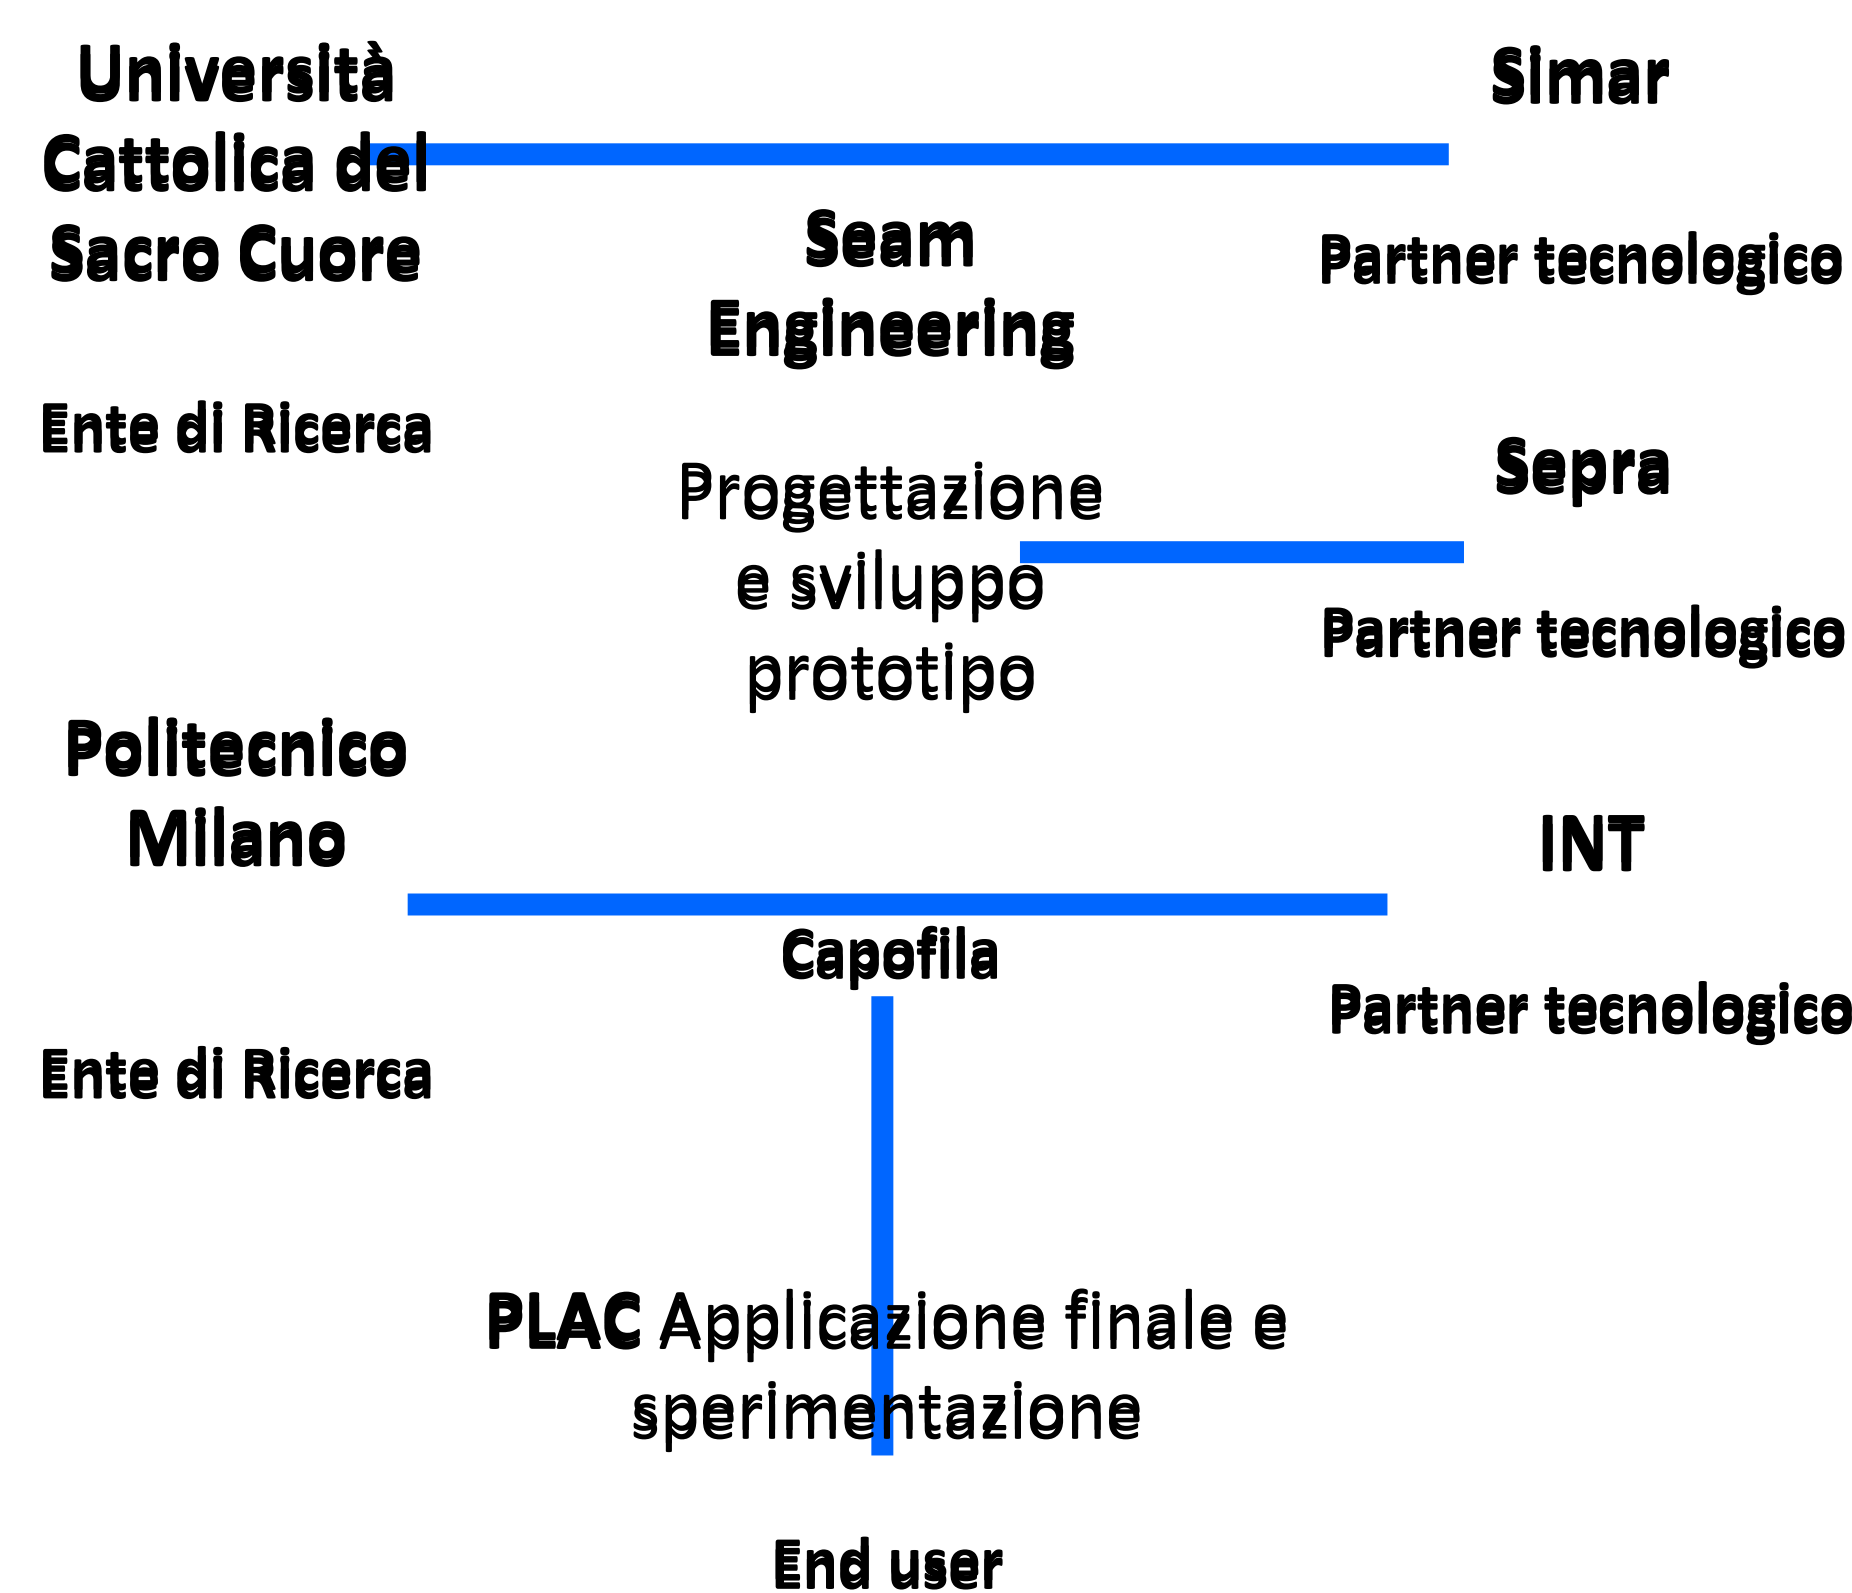 Università
Cattolica del
Sacro Cuore
Ente di Ricerca
Simar
Partner tecnologico
Seam
Engineering
Progettazione
e sviluppo
prototipo
Capofila
Sepra
Partner tecnologico
Politecnico
Milano
Ente di Ricerca
INT
Partner tecnologico
PLAC Applicazione finale e
sperimentazione
End user